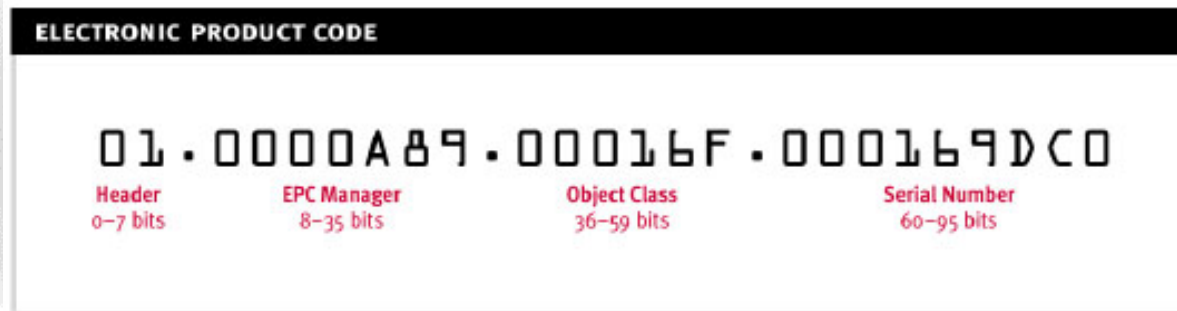 ELECTRONIC PRODUCT CODE
01.0000A89.00016F.000169DC0
Header EPC Manager Object Class Serial Number
0–7 bits 8–35 bits 36–59 bits 60–95 bits